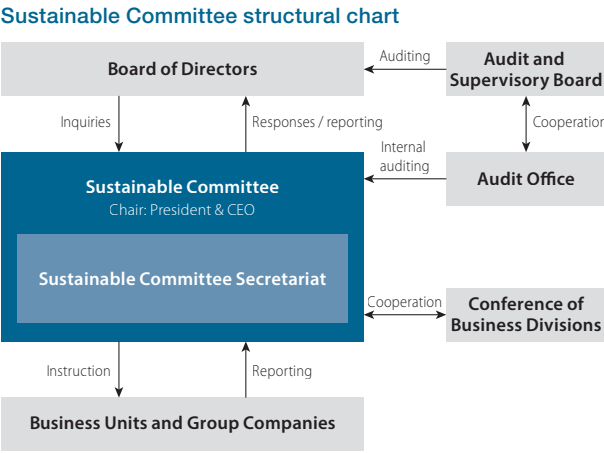 Sustainable Committee structural chart
Board of Directors
Auditing
Audit and
Supervisory Board
Inquiries
Responses / reporting
Cooperation
Internal
auditing
Sustainable Committee
Chair: President & CEO
Audit Office
Sustainable Committee Secretariat
Cooperation
Conference of
Business Divisions
Instruction
Reporting
Business Units and Group Companies